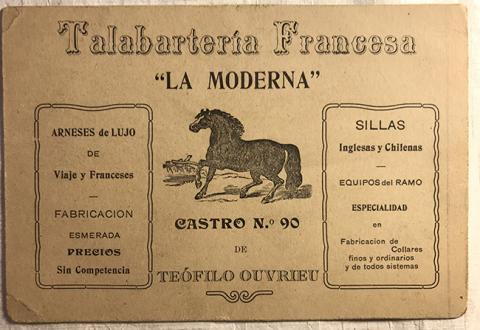 Talabartería Francesa
"LA MODERNA"
ARNESES de LUJO
DE
Viaje y Franceses
FABRICACION
ESMERADA
PRECIOS
Sin Competencia
CASTRO N.o 90
DE
TEÓFILO OUVRIEU
SILLAS
Inglesas y Chilenas
EQUIPOS del RAMO
ESPECIALIDAD
en
Fabricacion de
Collares
finos y ordinarios
y de todos sistemas